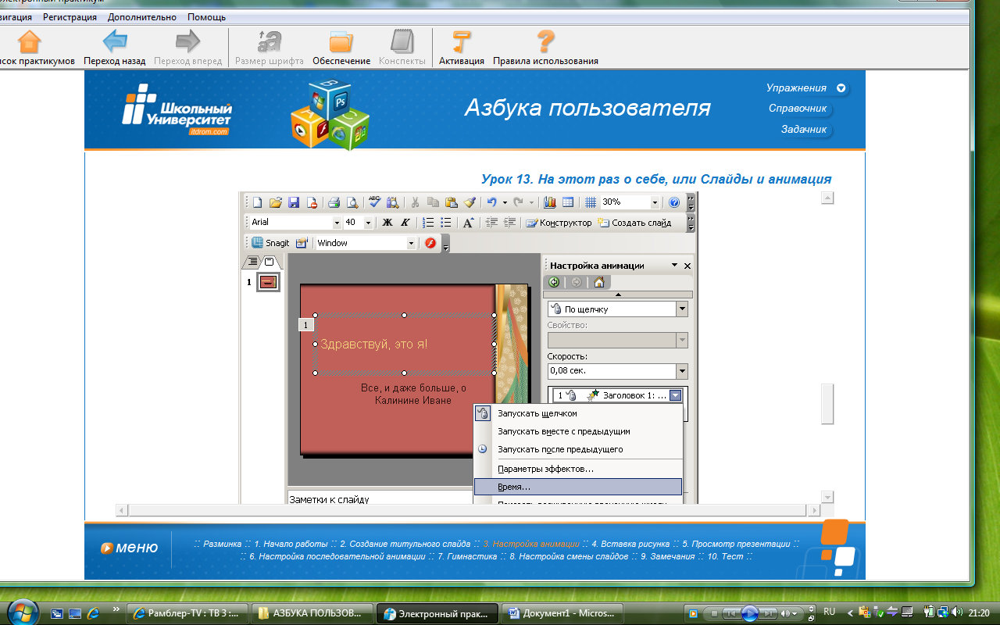 Электронный практикум
Регистрация Дополнительно Помощь
Переход назад Переход вперед Размер шрифта Обеспечение Конспекты Активация Правила использования
Школьный
Университет
itdrom.com
Азбука пользователя
Упражнения
Справочник
Задачник
Урок 13. На этот раз о себе, или Слайды и анимация
30%
Arial 40 Ж К Конструктор Создать слайд
Snagit Window
Настройка анимации
1
По щелчку
1
Свойство:
Здравствуй, это я!
Скорость:
0,08 сек.
Все, и даже больше, о
Калинине Иване
1 Заголовок 1: ...
Запускать щелчком
Запускать вместе с предыдущим
Запускать после предыдущего
Параметры эффектов...
Время...
Заметки к слайду
меню
:: Разминка :: 1. Начало работы :: 2. Создание титульного слайда :: 3. Настройка анимации :: 4. Вставка рисунка :: 5. Просмотр презентации ::
:: 6. Настройка последовательной анимации :: 7. Гимнастика :: 8. Настройка смены слайдов :: 9. Замечания :: 10. Тест ::
Рамблер-TV : ТВ 3 :... АЗБУКА ПОЛЬЗОВ... Электронный прак... Документ1 - Micros... RU 21:20